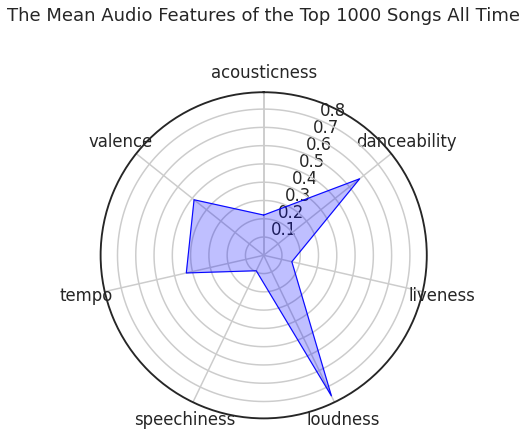 The Mean Audio Features of the Top 1000 Songs All Time
acousticness
0.8
0.7
valence
danceability
0.6
0.5
0.4
0.3
0.2
0.1
tempo
liveness
speechiness
loudness